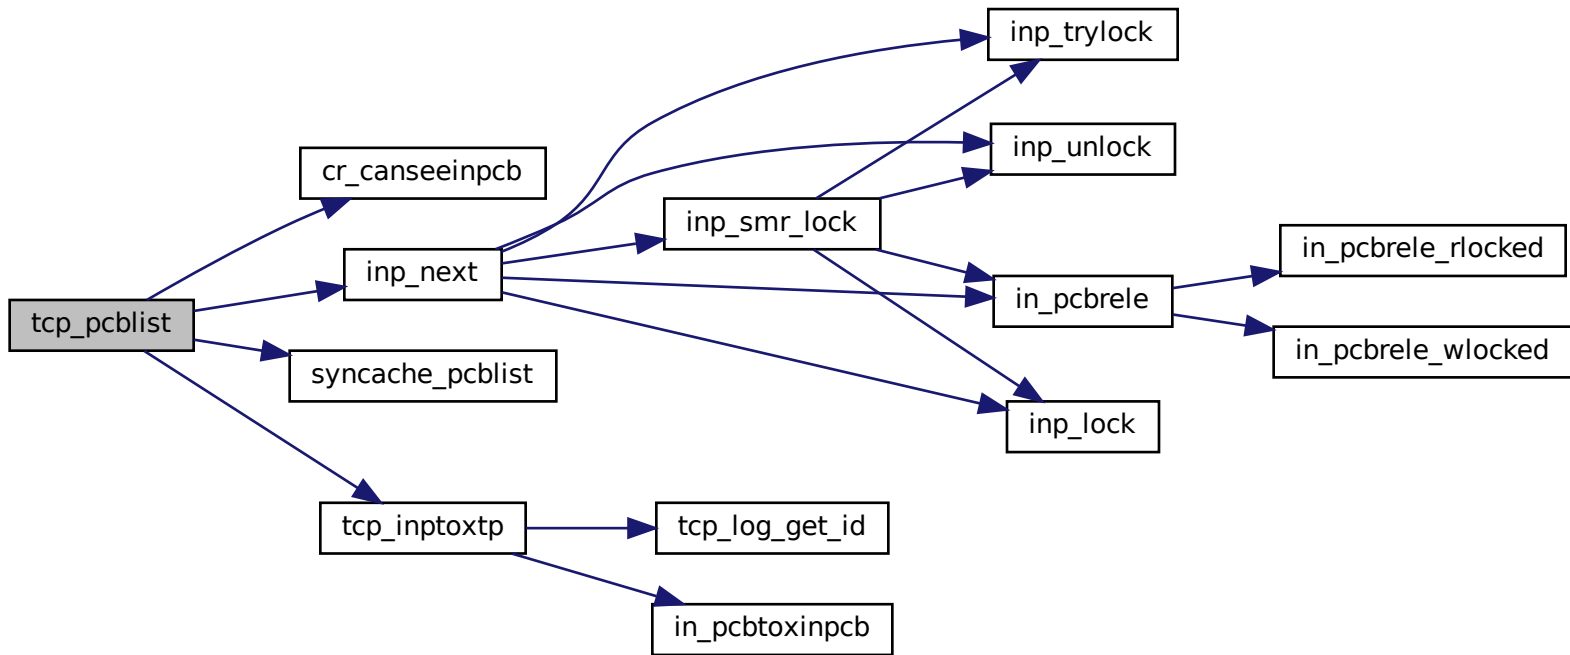 inp_trylock
inp_unlock
cr_canseeinpcb
inp_smr_lock
in_pcbrele_rlocked
inp_next
in_pcbrele
tcp_pcblist
in_pcbrele_wlocked
syncache_pcblist
inp_lock
tcp_inptoxtp
tcp_log_get_id
in_pcbtoxinpcb